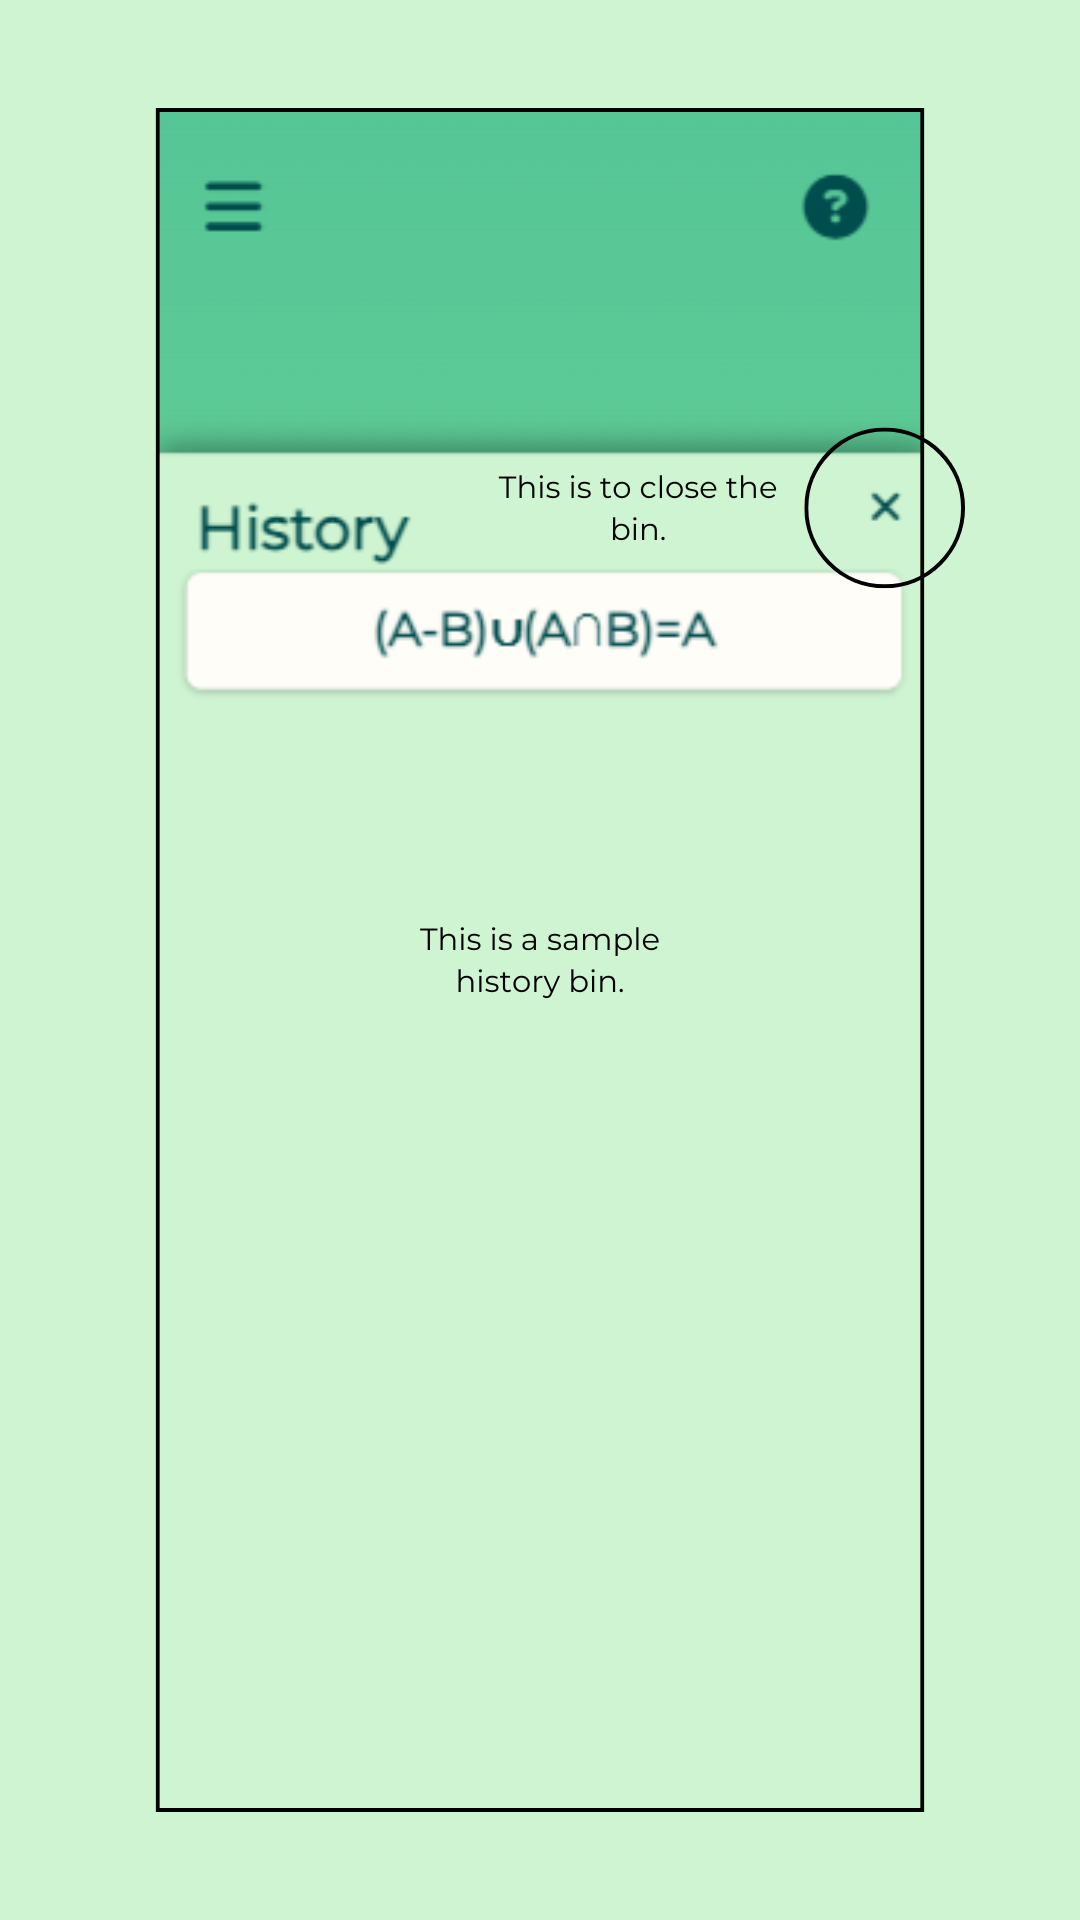 ?
This is to close the
bin.
History
×
(A-B)∪(A∩B)=A
This is a sample
history bin.